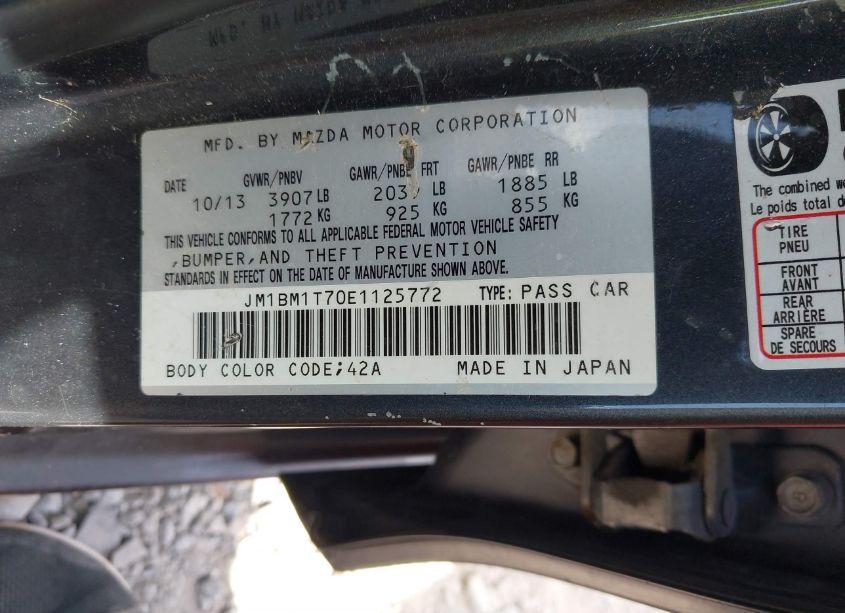 MFD. BY MAZDA MOTOR CORPORATION
DATE GVWR/PNBV GAWR/PNBE FRT GAWR/PNBE RR
10/13 3907 LB 2039 LB 1885 LB
1772 KG 925 KG 855 KG
THIS VEHICLE CONFORMS TO ALL APPLICABLE FEDERAL MOTOR VEHICLE SAFETY
,BUMPER,AND THEFT PREVENTION
STANDARDS IN EFFECT ON THE DATE OF MANUFACTURE SHOWN ABOVE.
JM1BM1T70E1125772 TYPE: PASS CAR
BODY COLOR CODE;42A MADE IN JAPAN
The combined
Le poids total
TIRE
PNEU
FRONT
AVANT
REAR
ARRIÈRE
SPARE
DE SECOURS